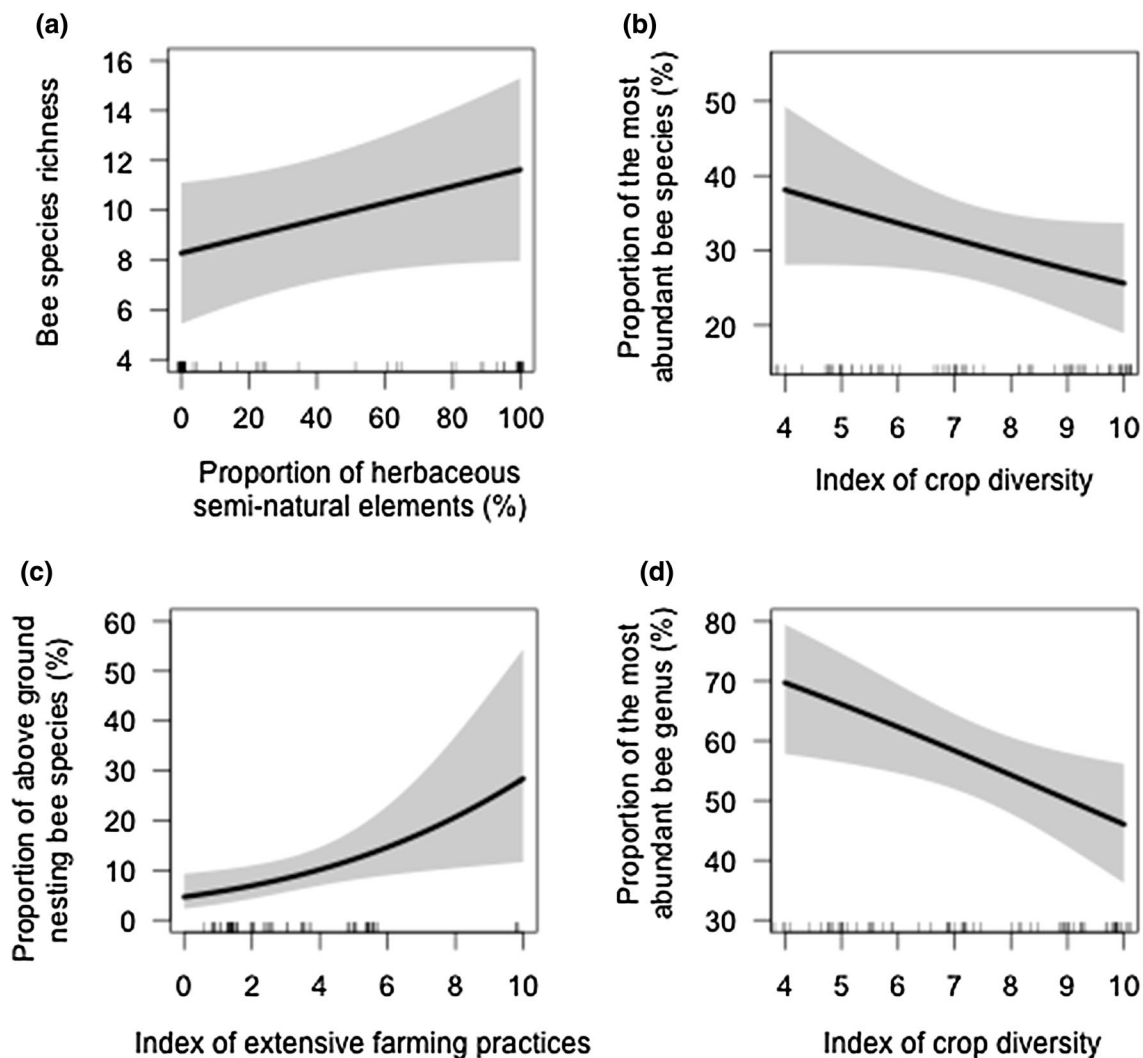 (a)
Bee species richness
16
14
12
10
8
6
4
0 20 40 60 80 100
Proportion of herbaceous
semi-natural elements (%)
(b)
Proportion of the most
abundant bee species (%)
50
40
30
20
4 5 6 7 8 9 10
Index of crop diversity
(c)
Proportion of above ground
nesting bee species (%)
60
50
40
30
20
10
0
0 2 4 6 8 10
Index of extensive farming practices
(d)
Proportion of the most
abundant bee genus (%)
80
70
60
50
40
30
4 5 6 7 8 9 10
Index of crop diversity